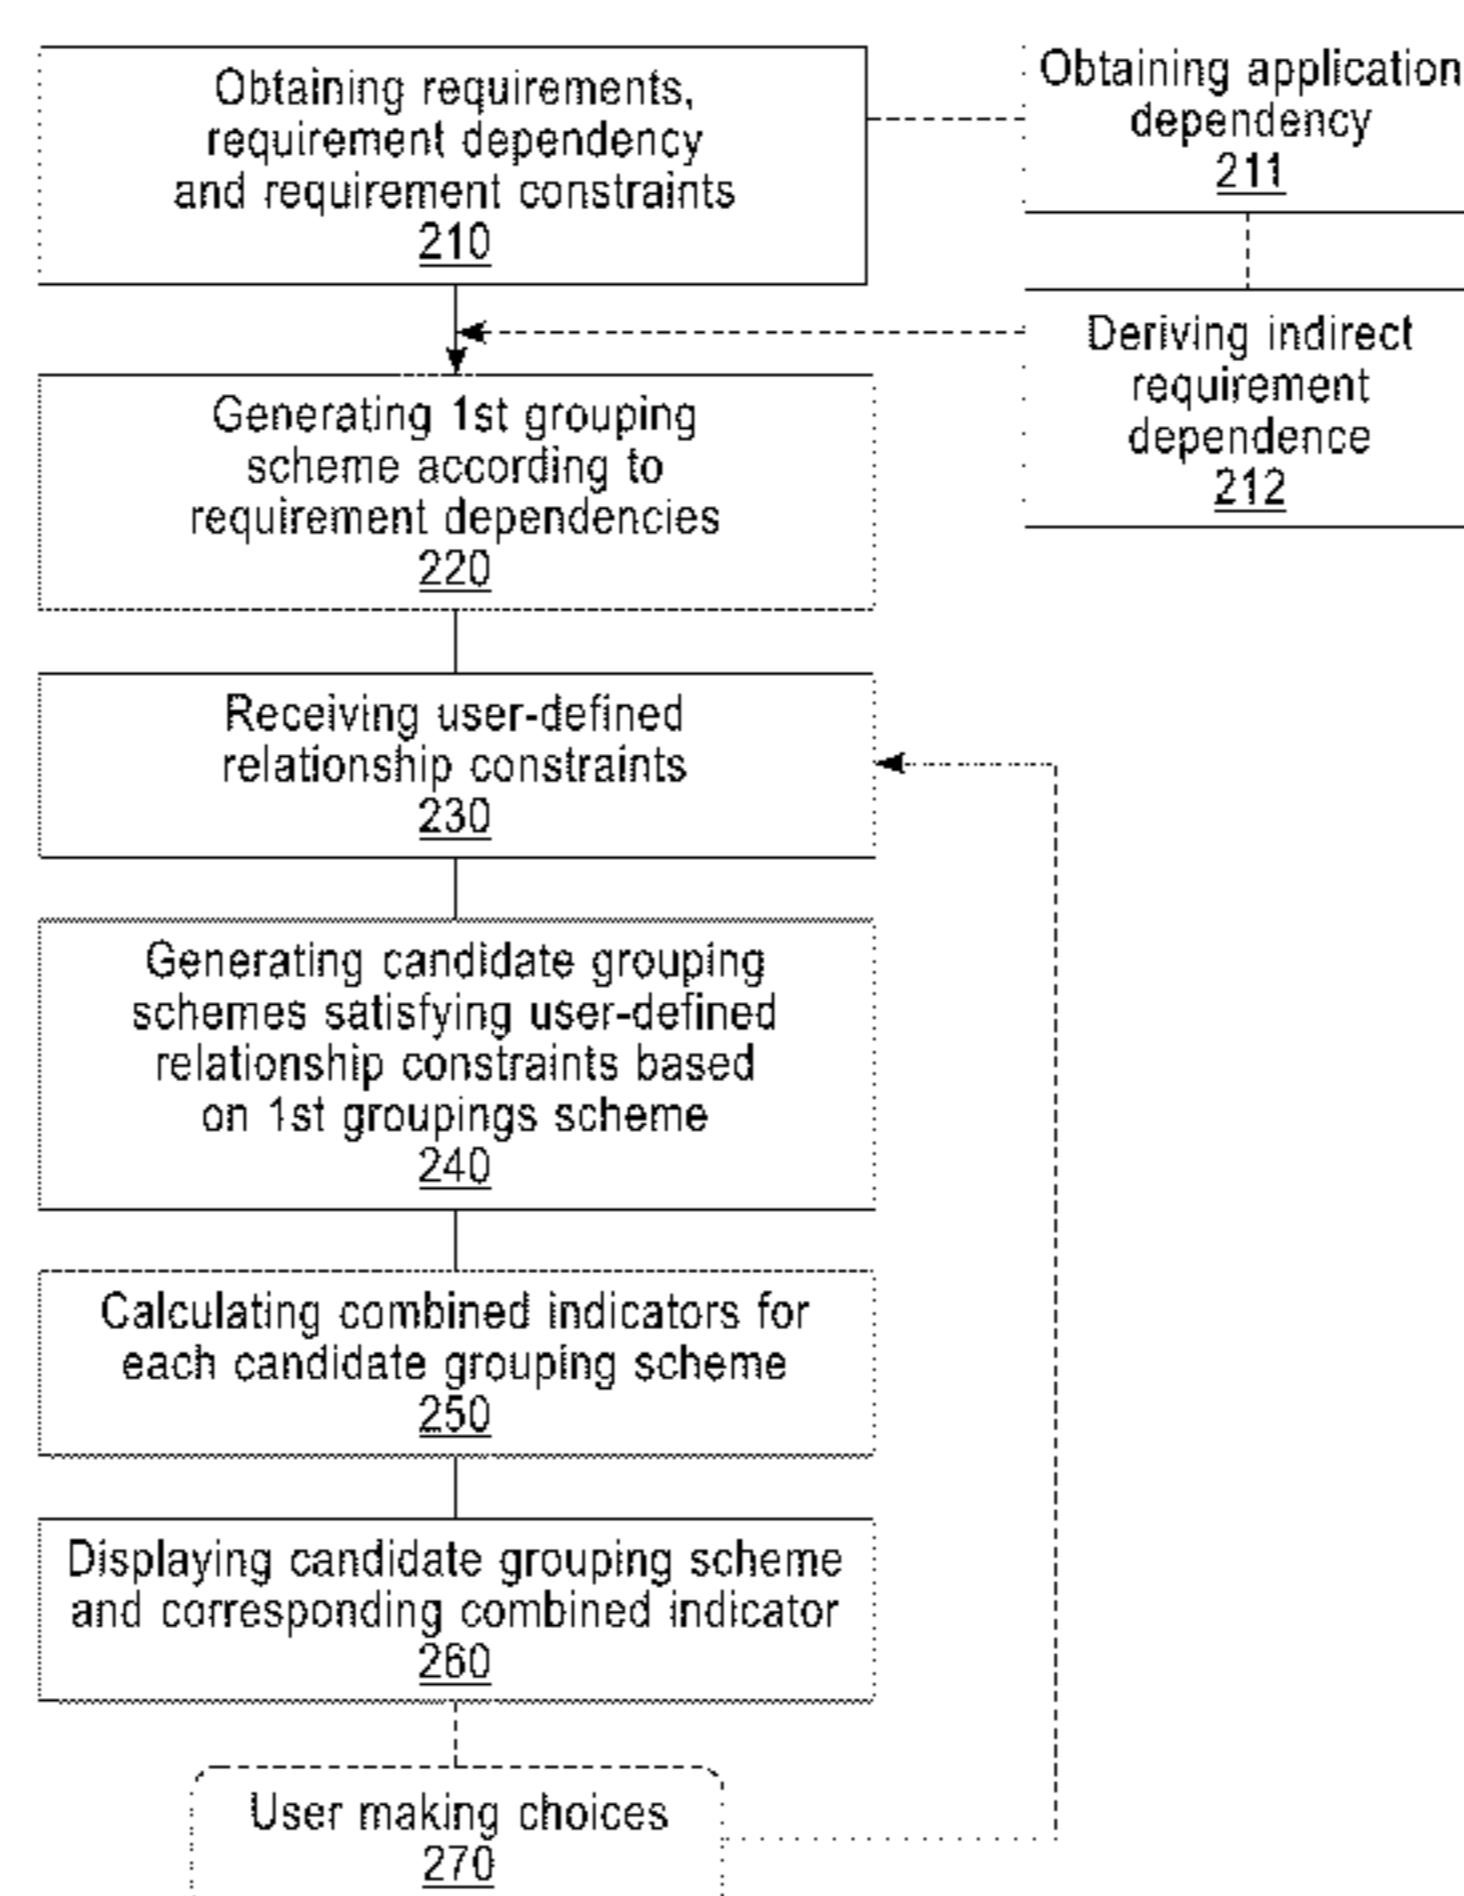 Obtaining requirements,
requirement dependency
and requirement constraints
210
Obtaining application
dependency
211
Deriving indirect
requirement
dependence
212
Generating 1st grouping
scheme according to
requirement dependencies
220
Receiving user-defined
relationship constraints
230
Generating candidate grouping
schemes satisfying user-defined
relationship constraints based
on 1st groupings scheme
240
Calculating combined indicators for
each candidate grouping scheme
250
Displaying candidate grouping scheme
and corresponding combined indicator
260
User making choices
270